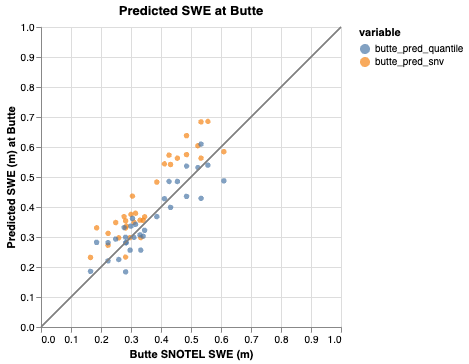 Predicted SWE at Butte
variable
butte_pred_quantile
butte_pred_snv
Predicted SWE (m) at Butte
1.0
0.9
0.8
0.7
0.6
0.5
0.4
0.3
0.2
0.1
0.0
0.0 0.1 0.2 0.3 0.4 0.5 0.6 0.7 0.8 0.9 1.0
Butte SNOTEL SWE (m)